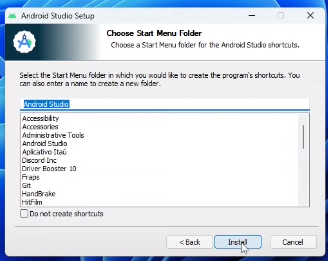 Android Studio Setup
Choose Start Menu Folder
Choose a Start Menu folder for the Android Studio shortcuts.
Select the Start Menu folder in which you would like to create the program's shortcuts. You
can also enter a name to create a new folder.
Android Studio
Accessibility
Accessories
Administrative Tools
Android Studio
Aplicativo Itaú
Discord Inc
Driver Booster 10
Fraps
Git
HandBrake
HitFilm
Do not create shortcuts
< Back
Install
Cancel